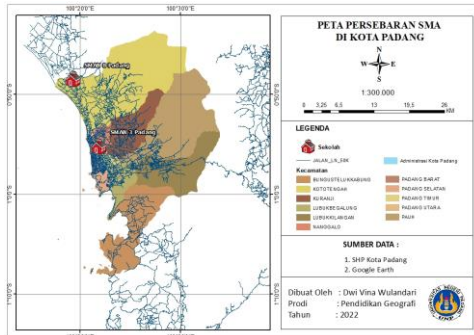 100°20'0"E
100°30'0"E
SMAN 8 Padang
SMAN 1 Padang
PETA PERSEBARAN SMA
DI KOTA PADANG
N
W E
S
1:300 000
0 3,25 6,5 13 19,5 26
KM
LEGENDA
Sekolah
JALAN_LN_50K
Administrasi Kota Padang
Kecamatan
BUNGUSTELUKKABUNG
KOTOTENGAH
KURANJI
LUBUKBEGALUNG
LUBUKKILANGAN
NANGGALO
PADANG BARAT
PADANG SELATAN
PADANG TIMUR
PADANG UTARA
PAUH
SUMBER DATA :
1. SHP Kota Padang
2. Google Earth
Dibuat Oleh : Dwi Vina Wulandari
Prodi : Pendidikan Geografi
Tahun : 2022